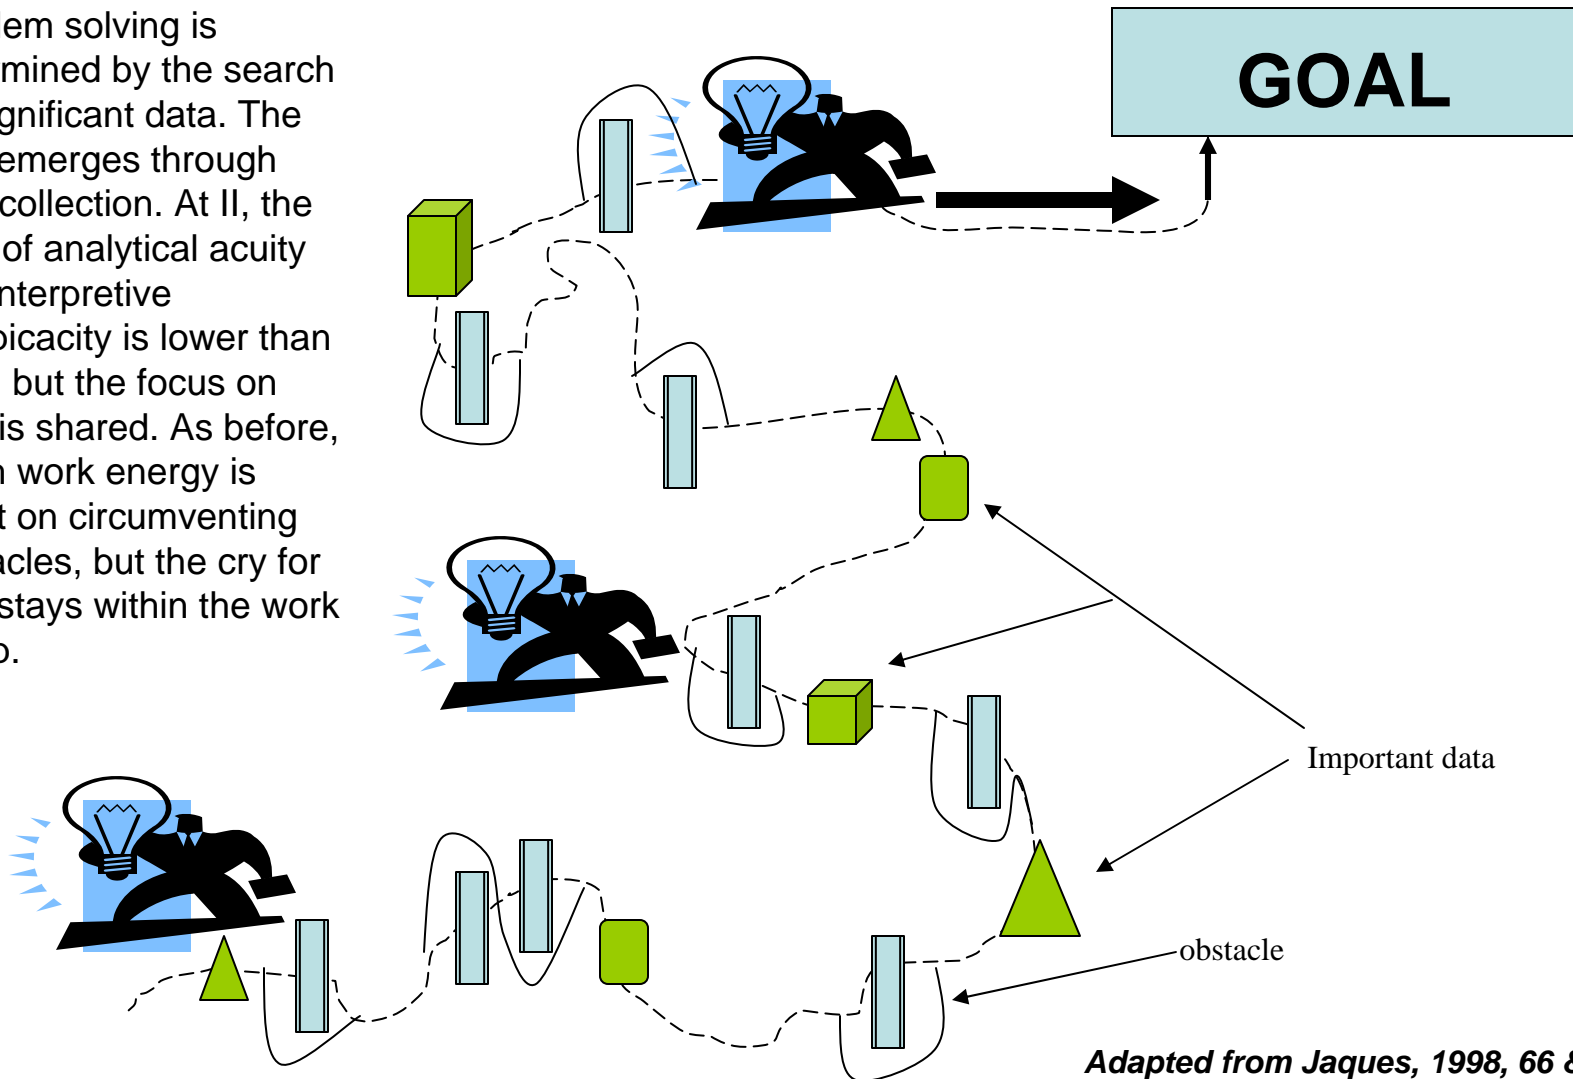 lem solving is
rmined by the search
gnificant data. The
emerges through
collection. At II, the
of analytical acuity
nterpretive
picacity is lower than
but the focus on
is shared. As before,
h work energy is
t on circumventing
acles, but the cry for
stays within the work
p.
GOAL
Important data
obstacle
Adapted from Jaques, 1998, 66 &